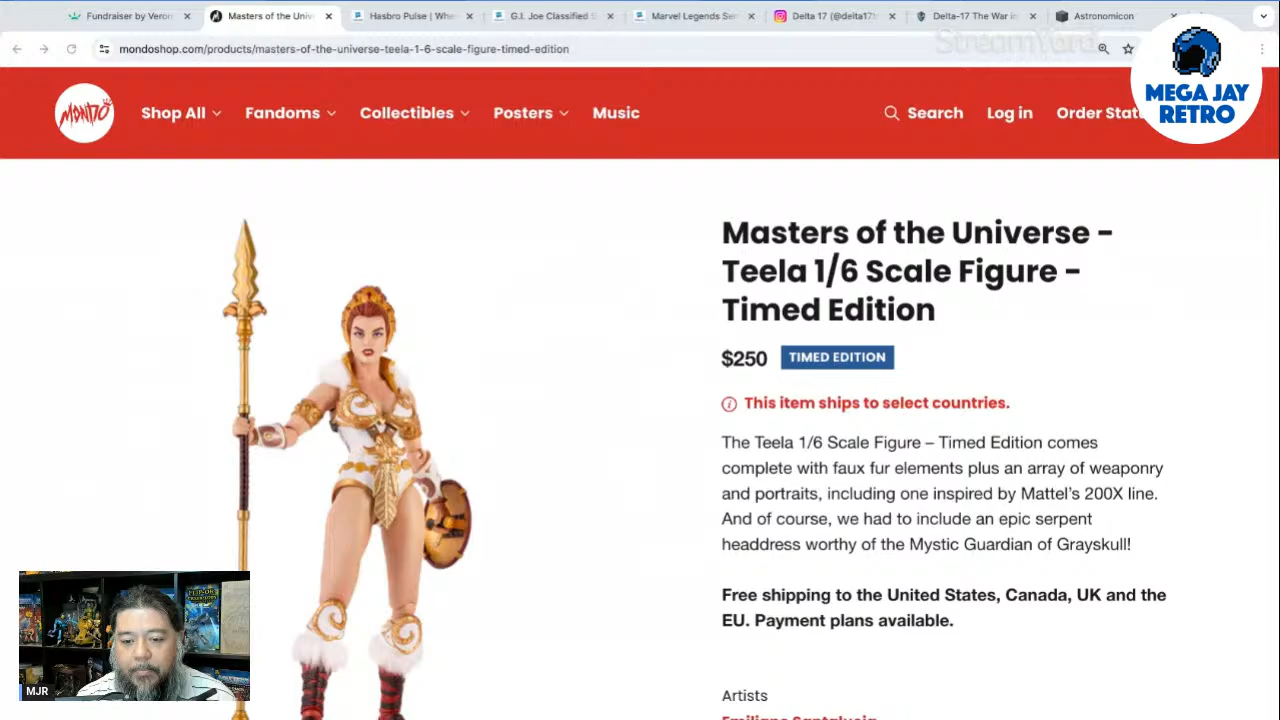 Fundraiser by Veron
Masters of the Univ
Hasbro Pulse | Whe
G.I. Joe Classified
Marvel Legends Ser
Delta 17 (@delta17
Delta-17 The War in
Astronomicon
StreamYard
mondoshop.com/products/masters-of-the-universe-teela-1-6-scale-figure-timed-edition
MEGA JAY
RETRO
MONDO
Shop All
Fandoms
Collectibles
Posters
Music
Search
Log in
Order Stat
Masters of the Universe -
Teela 1/6 Scale Figure -
Timed Edition
$250
TIMED EDITION
This item ships to select countries.
The Teela 1/6 Scale Figure – Timed Edition comes
complete with faux fur elements plus an array of weaponry
and portraits, including one inspired by Mattel's 200X line.
And of course, we had to include an epic serpent
headdress worthy of the Mystic Guardian of Grayskull!
Free shipping to the United States, Canada, UK and the
EU. Payment plans available.
Artists
Emiliano Santalucia
MJR